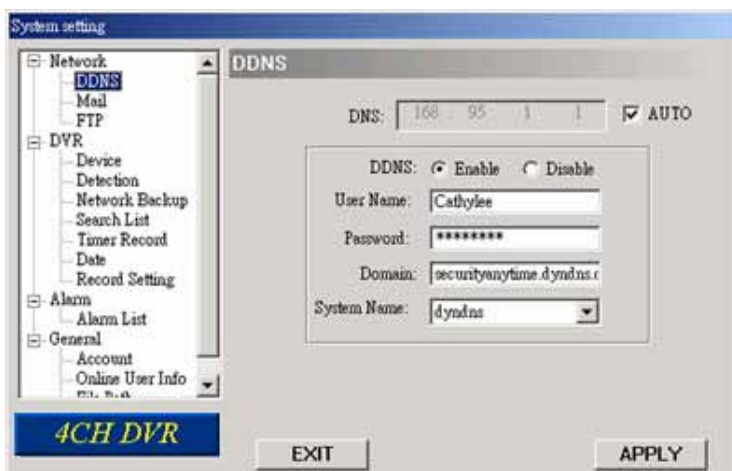 System setting
Network
DDNS
Mail
FTP
DVR
Device
Detection
Network Backup
Search List
Timer Record
Date
Record Setting
Alarm
Alarm List
General
Account
Online User Info
File Path
4CH DVR
DDNS
DNS: 168 . 95 . 1 . 1 AUTO
DDNS: Enable Disable
User Name: Cathylee
Password: ********
Domain: securityanytime.dyndns.o
System Name: dyndns
EXIT APPLY